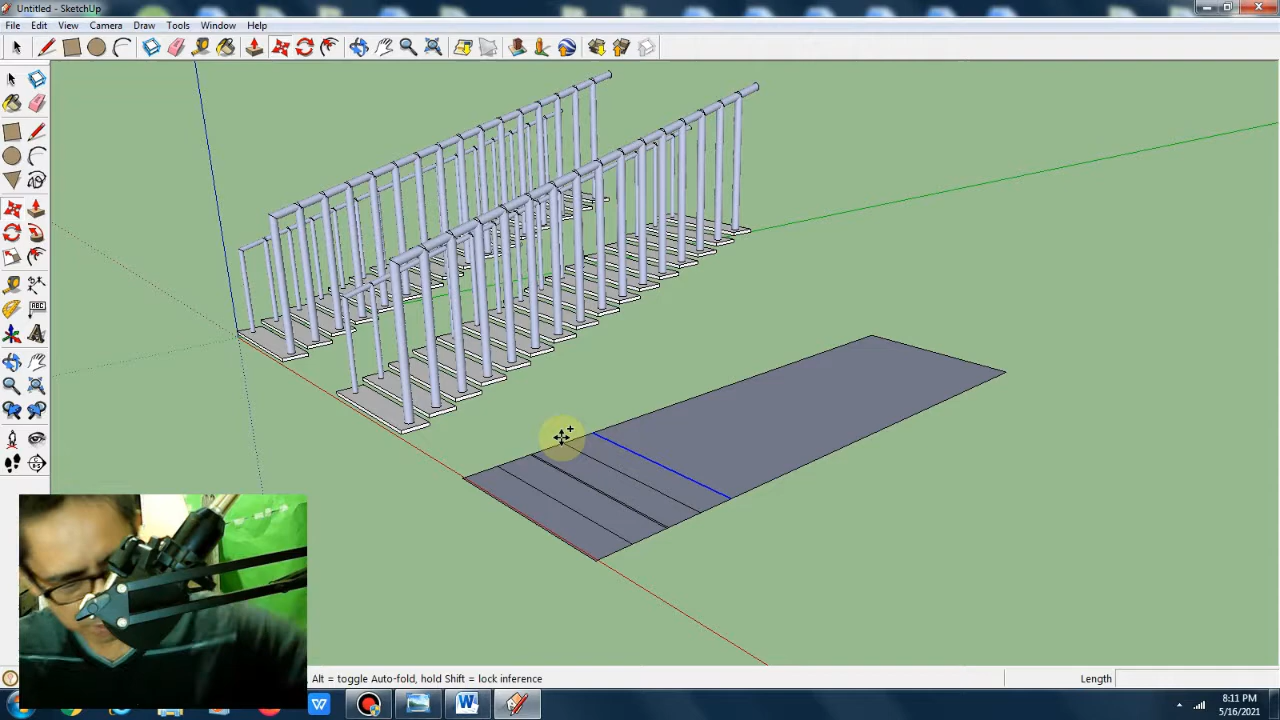 Untitled - SketchUp
File Edit View Camera Draw Tools Window Help
ABC
Alt = toggle Auto-fold, hold Shift = lock inference
Length
8:11 PM
5/16/2021